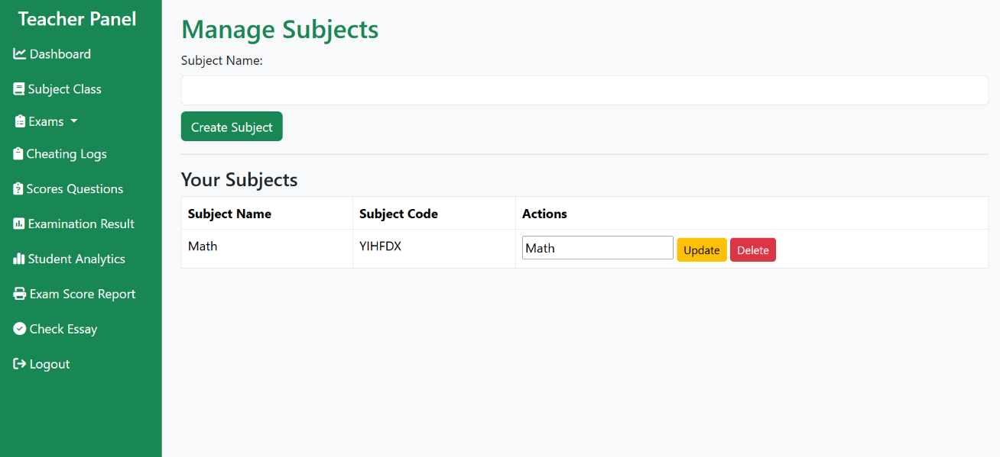 Teacher Panel
Dashboard
Subject Class
Exams
Cheating Logs
Scores Questions
Examination Result
Student Analytics
Exam Score Report
Check Essay
Logout
Manage Subjects
Subject Name:
Create Subject
Your Subjects
Subject Name Subject Code Actions
Math YIHFDX Math Update Delete